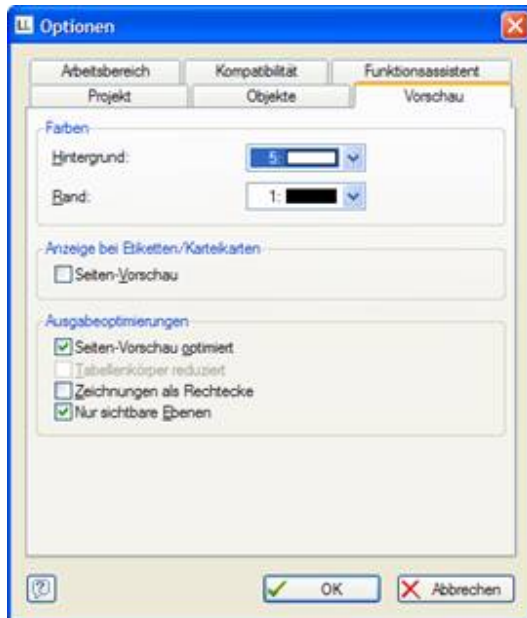 LL Optionen
Arbeitsbereich Kompatibilität Funktionsassistent
Projekt Objekte Vorschau
Farben
Hintergrund: 5:
Rand: 1:
Anzeige bei Etiketten/Karteikarten
Seiten-Vorschau
Ausgabeoptimierungen
Seiten-Vorschau optimiert
Tabellenkörper reduziert
Zeichnungen als Rechtecke
Nur sichtbare Ebenen
? OK Abbrechen